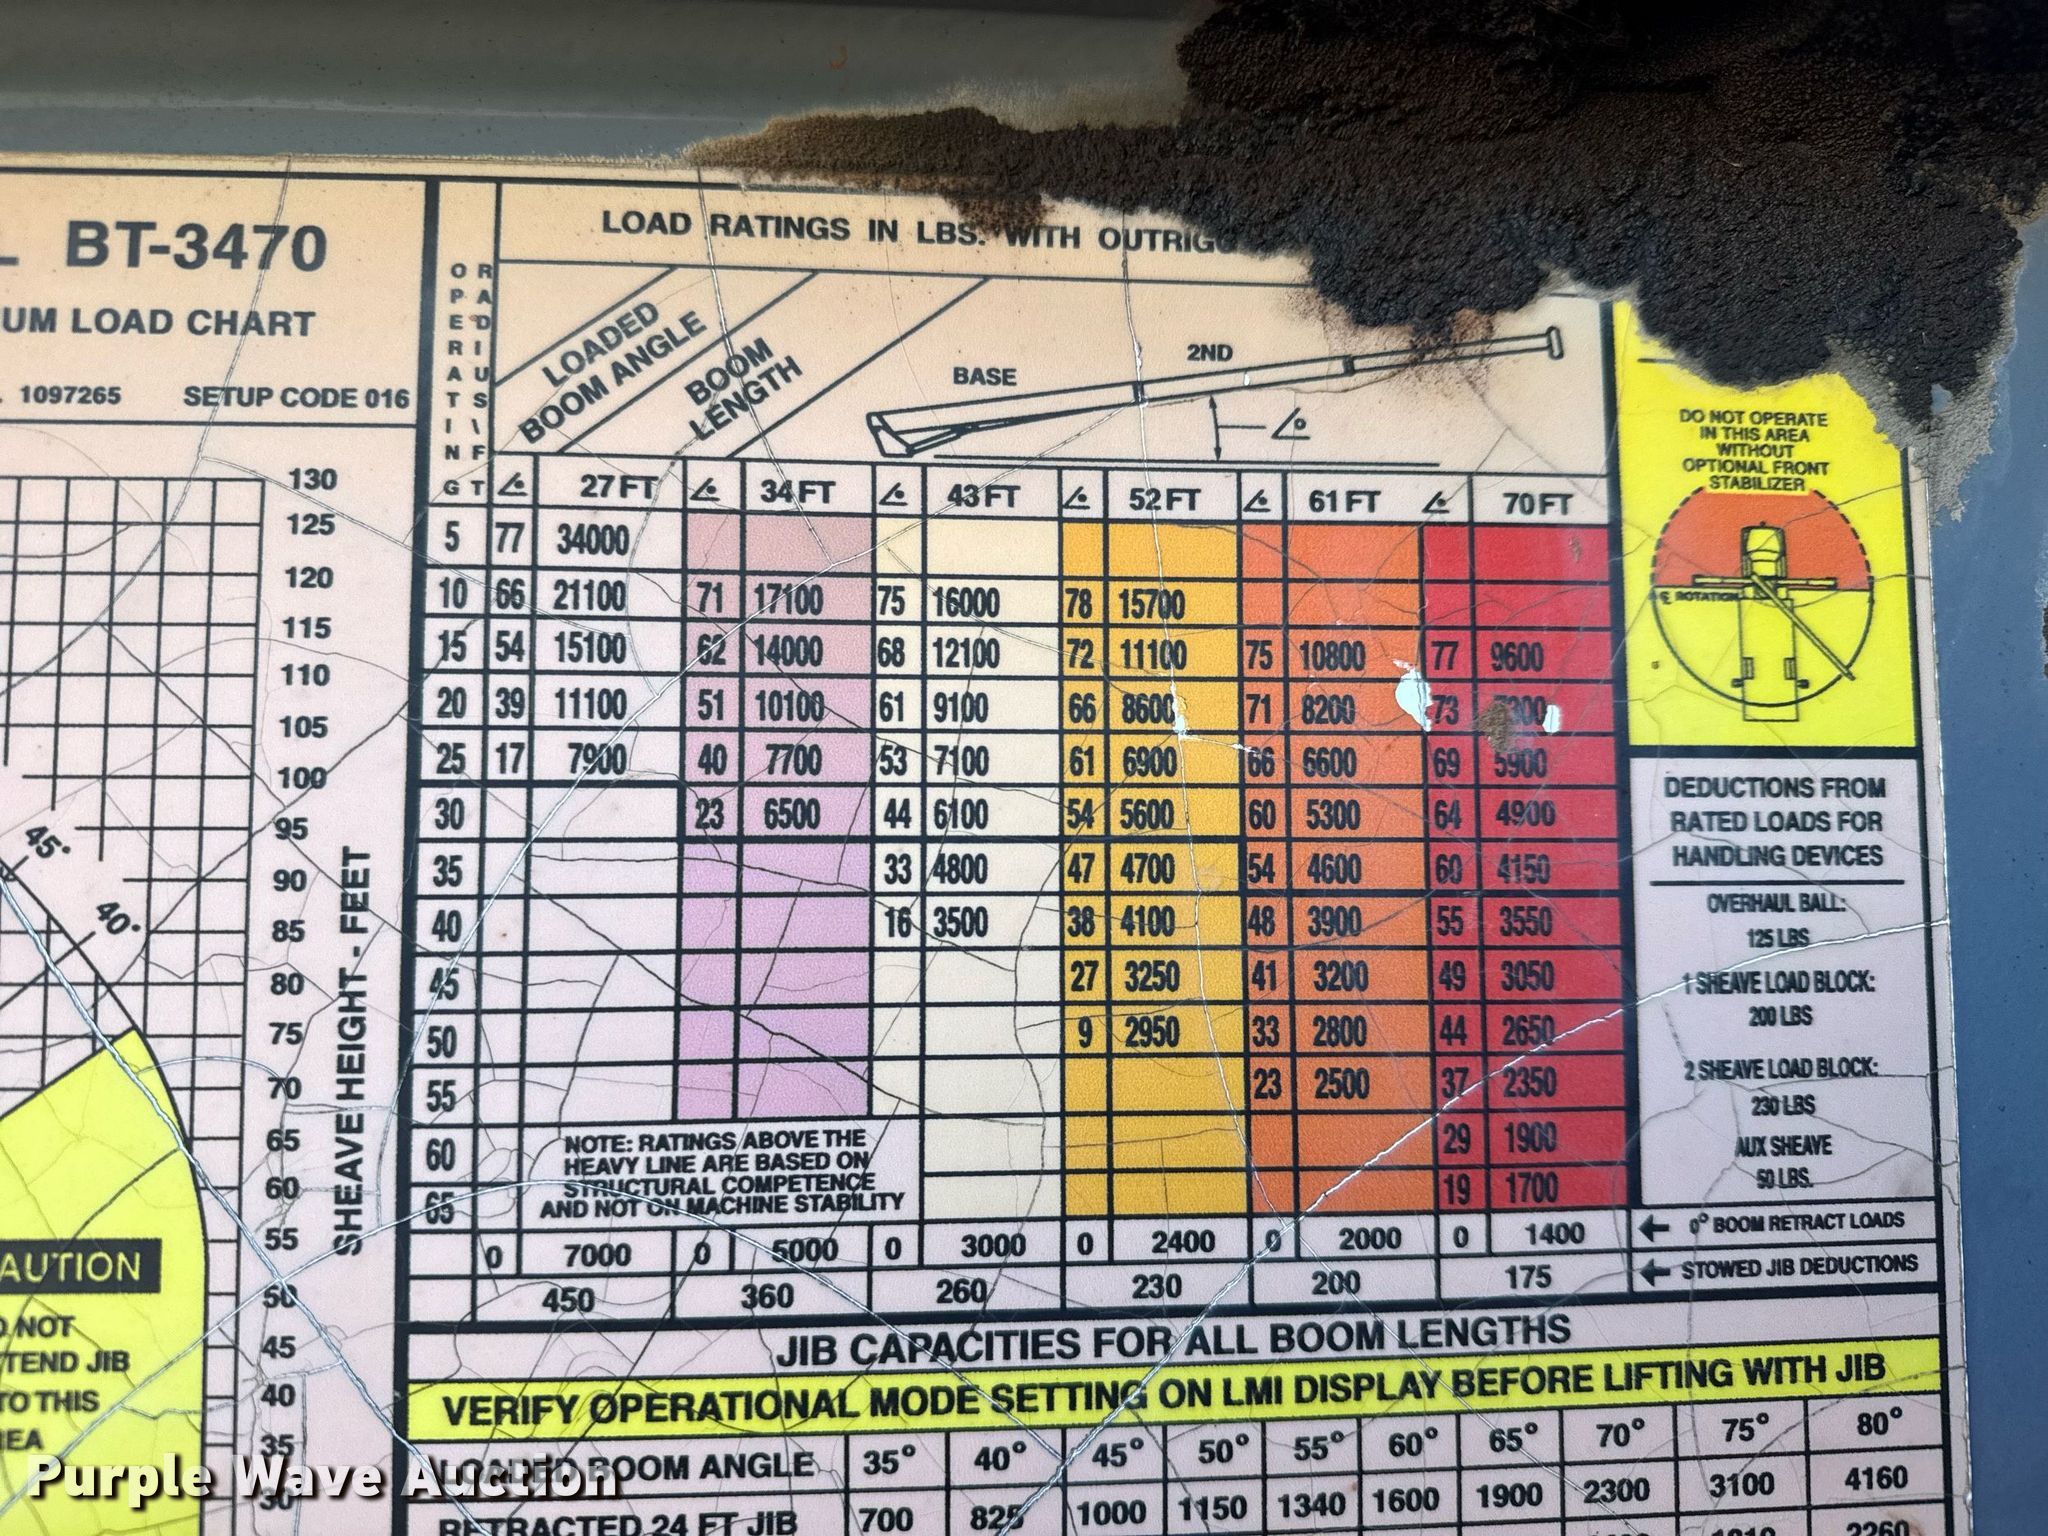 BT-3470
UM LOAD CHART
1097265 SETUP CODE 016
OPERATING
RADIUS\FT
LOAD RATINGS IN LBS. WITH
LOADED
BOOM ANGLE
BOOM
LENGTH
BASE
2ND
27 FT 34 FT 43 FT 52 FT 61 FT 70 FT
5 77 34000
10 66 21100 71 17100 75 16000 78 15700
15 54 15100 62 14000 68 12100 72 11100 75 10800 77 9600
20 39 11100 51 10100 61 9100 66 8600 71 8200 73
25 17 7900 40 7700 53 7100 61 6900 66 6600 69 5900
30 23 6500 44 6100 54 5600 60 5300 64 4900
35 33 4800 47 4700 54 4600 60 4150
40 16 3500 38 4100 48 3900 55 3550
45 27 3250 41 3200 49 3050
50 9 2950 33 2800 44 2650
55 23 2500 37 2350
60 29 1900
65 19 1700
NOTE: RATINGS ABOVE THE
HEAVY LINE ARE BASED ON
STRUCTURAL COMPETENCE
AND NOT ON MACHINE STABILITY
0 7000 0 5000 0 3000 0 2400 0 2000 0 1400 0° BOOM RETRACT LOADS
450 360 260 230 200 175 STOWED JIB DEDUCTIONS
DO NOT OPERATE
IN THIS AREA
WITHOUT
OPTIONAL FRONT
STABILIZER
ROTATION
DEDUCTIONS FROM
RATED LOADS FOR
HANDLING DEVICES
OVERHAUL BALL:
125 LBS
1 SHEAVE LOAD BLOCK:
200 LBS
2 SHEAVE LOAD BLOCK:
230 LBS
AUX SHEAVE
50 LBS.
JIB CAPACITIES FOR ALL BOOM LENGTHS
VERIFY OPERATIONAL MODE SETTING ON LMI DISPLAY BEFORE LIFTING WITH JIB
LOADED BOOM ANGLE 35° 40° 45° 50° 55° 60° 65° 70° 75° 80°
RETRACTED 24 FT JIB 700 825 1000 1150 1340 1600 1900 2300 3100 4160
2260
130
125
120
115
110
105
100
95
90
85
80
75
70
65
60
55
50
45
40
35
30
SHEAVE HEIGHT - FEET
45°
40°
AUTION
NOT
TEND JIB
TO THIS
EA
Purple Wave Auction